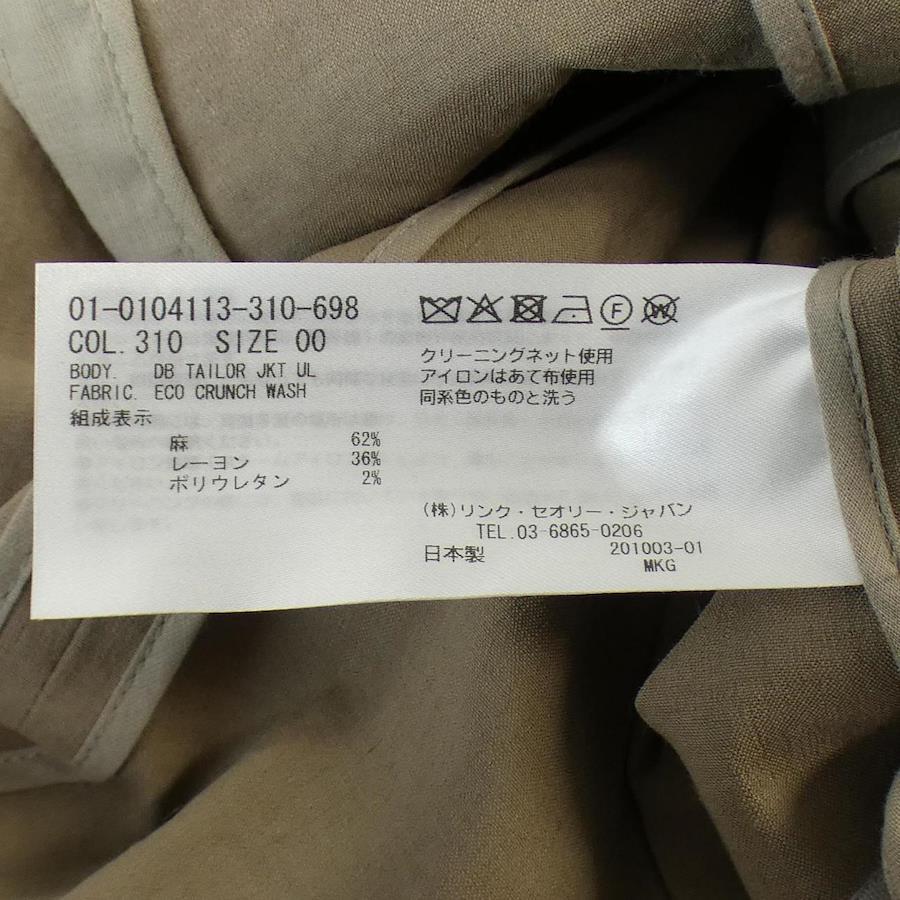 01-0104113-310-698
COL. 310 SIZE 00
BODY. DB TAILOR JKT UL
FABRIC. ECO CRUNCH WASH
組成表示
麻 62%
レーヨン 36%
ポリウレタン 2%
F
W
クリーニングネット使用
アイロンはあて布使用
同系色のものと洗う
(株)リンク・セオリー・ジャパン
TEL.03-6865-0206
日本製 201003-01
MKG